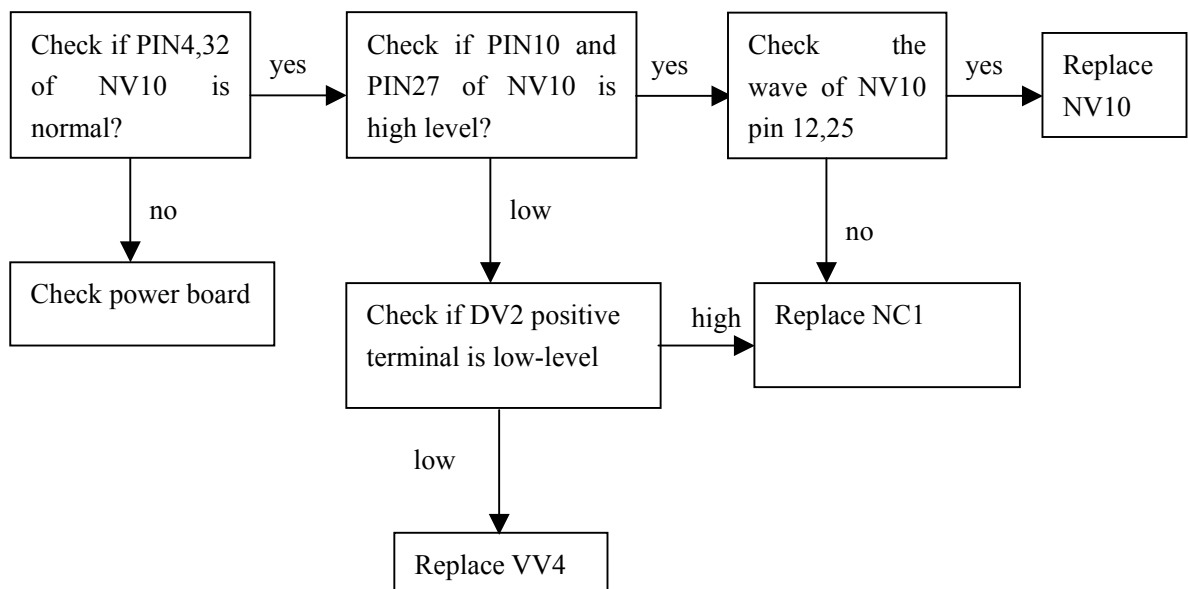 Check if PIN4,32
of NV10 is
normal?
yes
Check if PIN10 and
PIN27 of NV10 is
high level?
yes
Check the
wave of NV10
pin 12,25
yes
Replace
NV10
no
low
no
Check power board
Check if DV2 positive
terminal is low-level
high
Replace NC1
low
Replace VV4